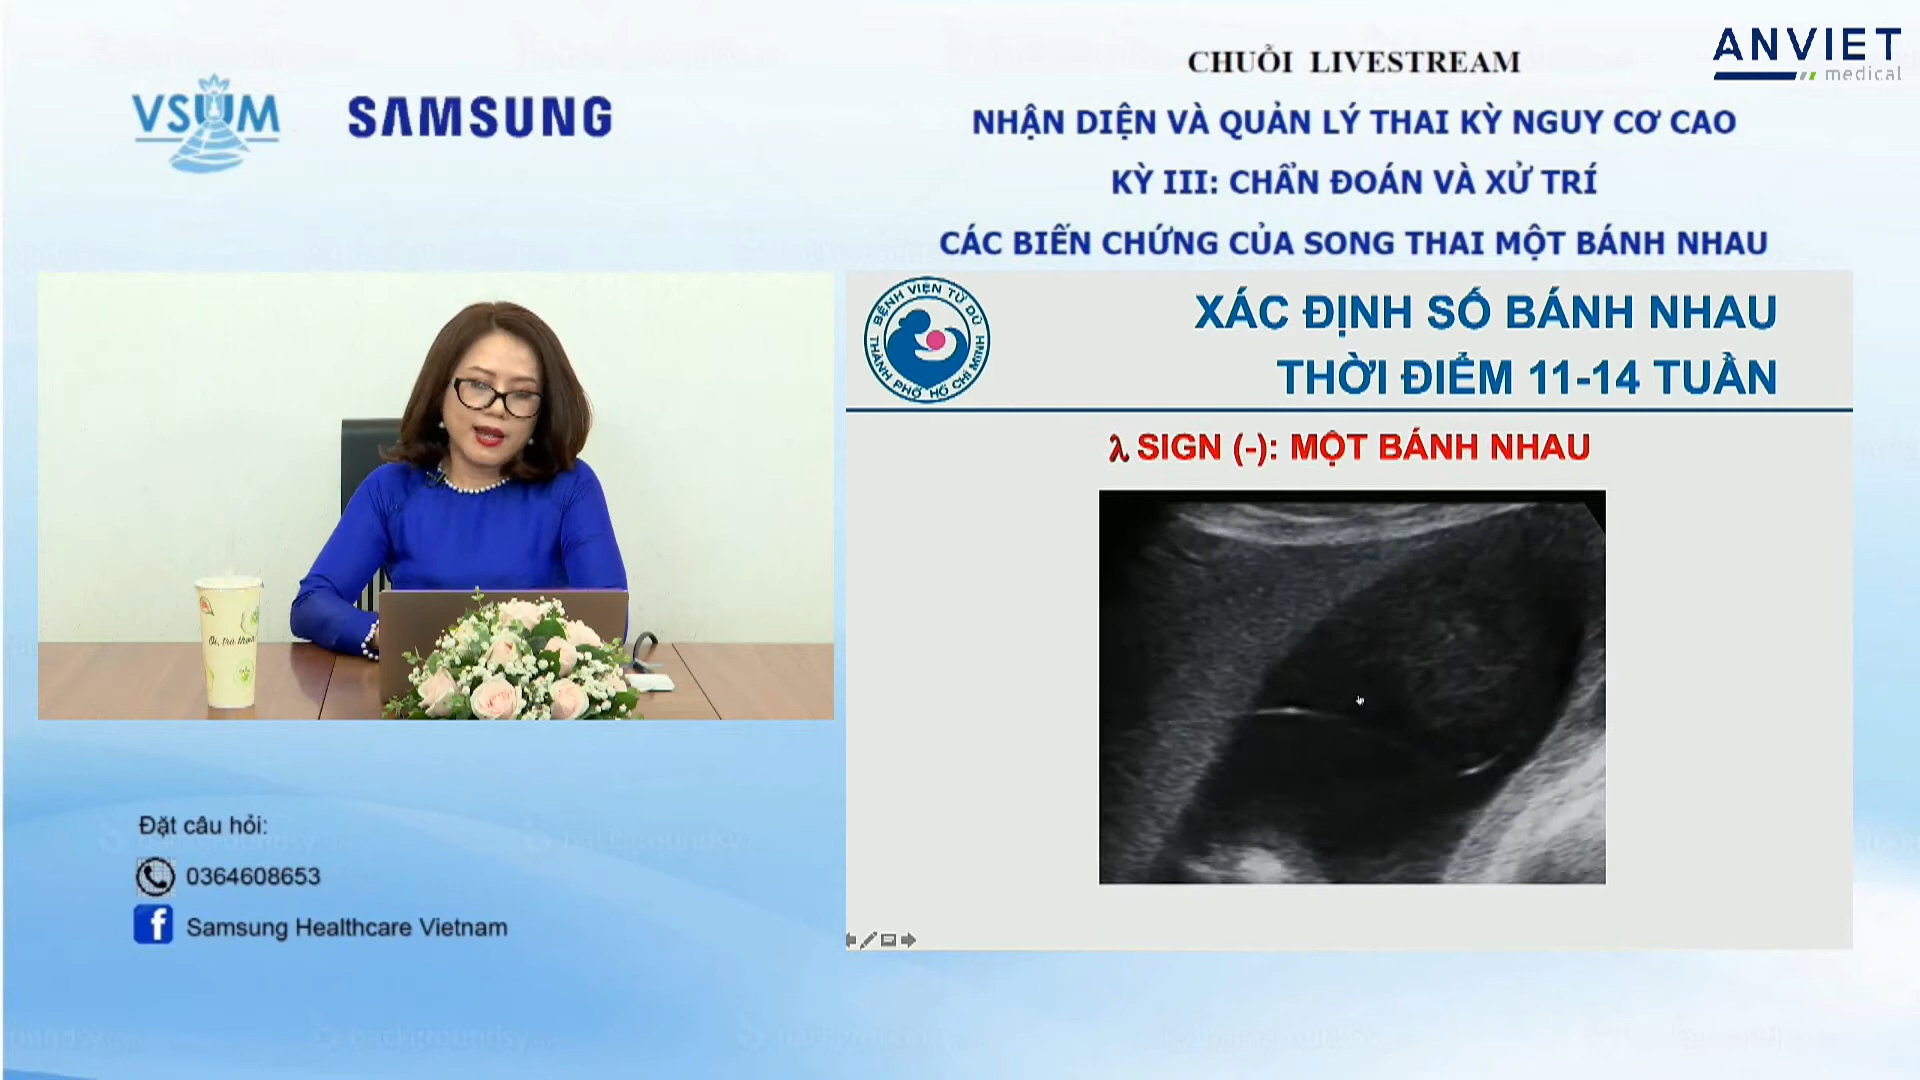 VSUM
SAMSUNG
CHUỖI LIVESTREAM
ANVIET
medical
NHẬN DIỆN VÀ QUẢN LÝ THAI KỲ NGUY CƠ CAO
KỲ III: CHẨN ĐOÁN VÀ XỬ TRÍ
CÁC BIẾN CHỨNG CỦA SONG THAI MỘT BÁNH NHAU
BỆNH VIỆN TỪ DŨ
THÀNH PHỐ HỒ CHÍ MINH
XÁC ĐỊNH SỐ BÁNH NHAU
THỜI ĐIỂM 11-14 TUẦN
λ SIGN (-): MỘT BÁNH NHAU
Đặt câu hỏi:
0364608653
f Samsung Healthcare Vietnam